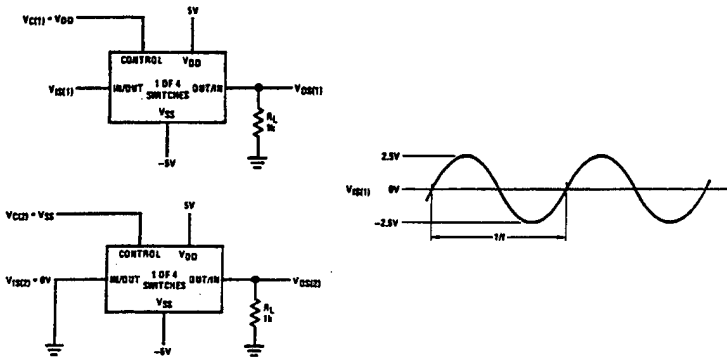 VC(1) = VDD
5V
CONTROL VDD
VIS(1)
IN/OUT 1 OF 4 SWITCHES OUT/IN
VOS(1)
VSS
RL
1k
-5V
2.5V
VIS(1) 0V
-2.5V
1/f
VC(2) = VSS
5V
CONTROL VDD
VIS(2) = 0V
IN/OUT 1 OF 4 SWITCHES OUT/IN
VOS(2)
VSS
RL
1k
-5V